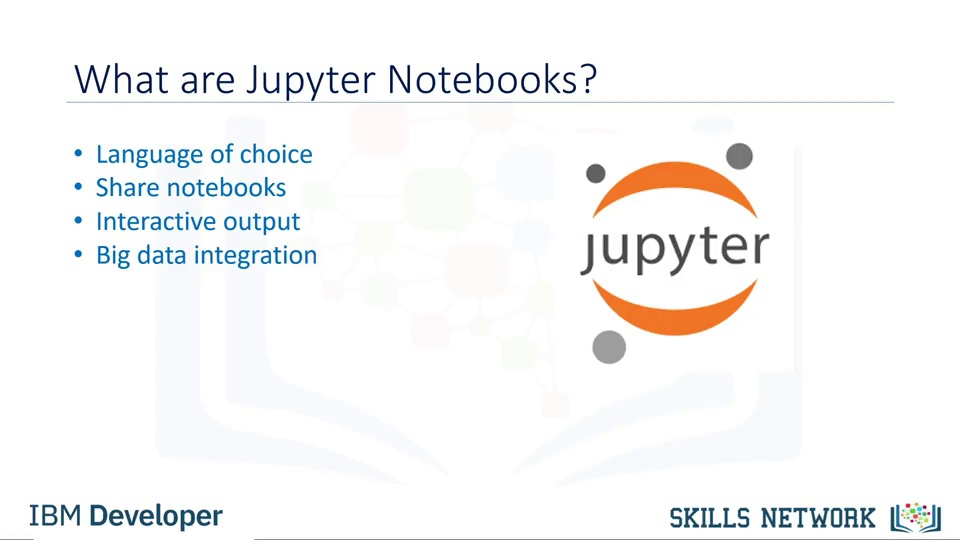 What are Jupyter Notebooks?
• Language of choice
• Share notebooks
• Interactive output
• Big data integration
jupyter
IBM Developer
SKILLS NETWORK